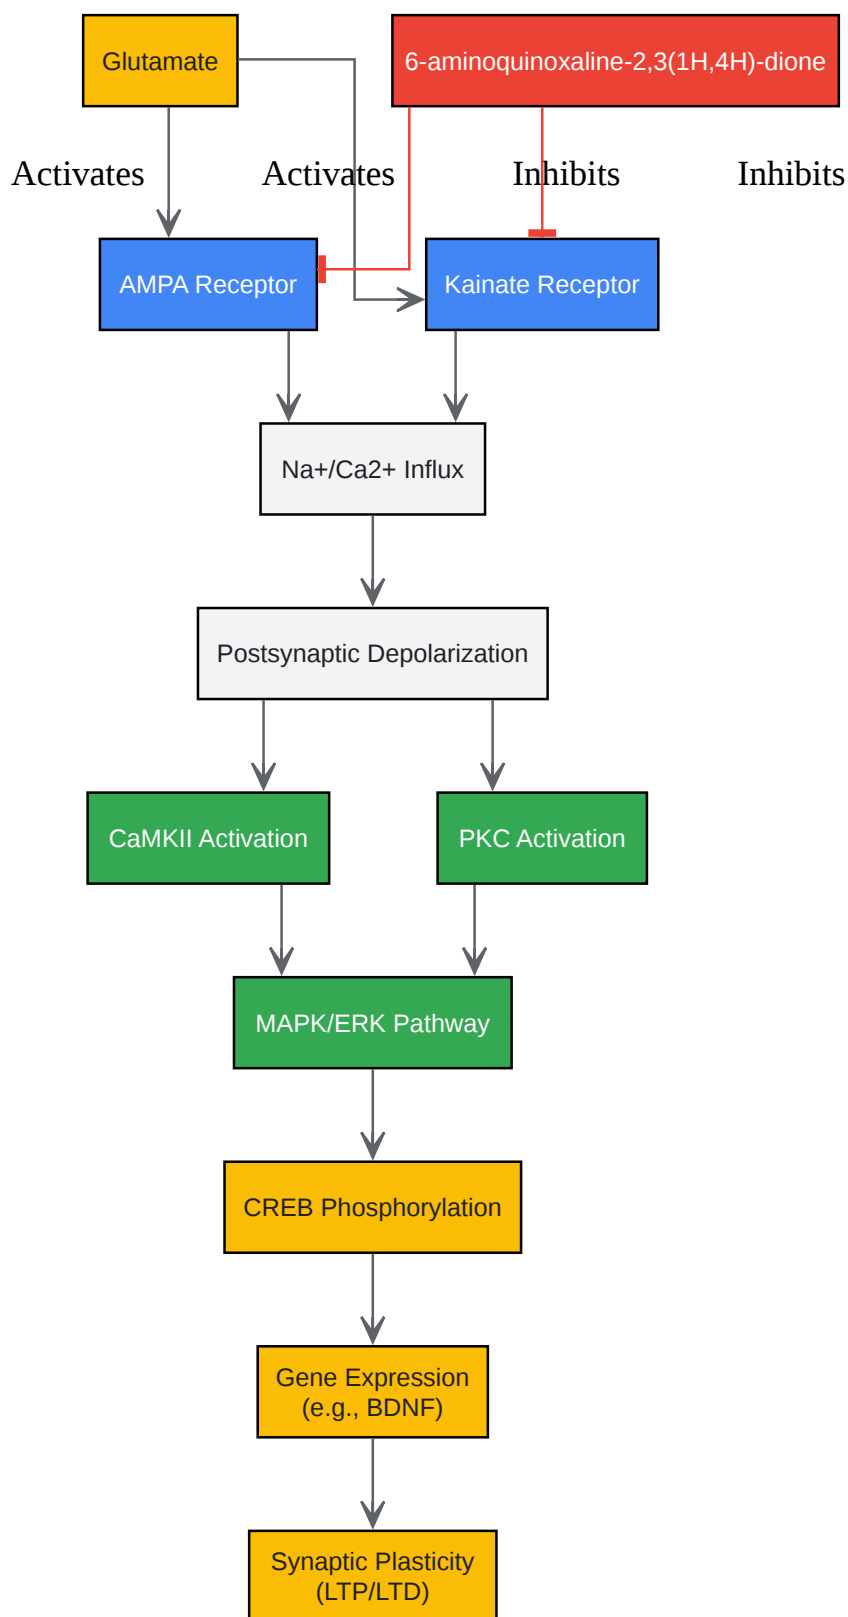 Glutamate
6-aminoquinoxaline-2,3(1H,4H)-dione
Activates
Activates
Inhibits
Inhibits
AMPA Receptor
Kainate Receptor
Na+/Ca2+ Influx
Postsynaptic Depolarization
CaMKII Activation
PKC Activation
MAPK/ERK Pathway
CREB Phosphorylation
Gene Expression
(e.g., BDNF)
Synaptic Plasticity
(LTP/LTD)